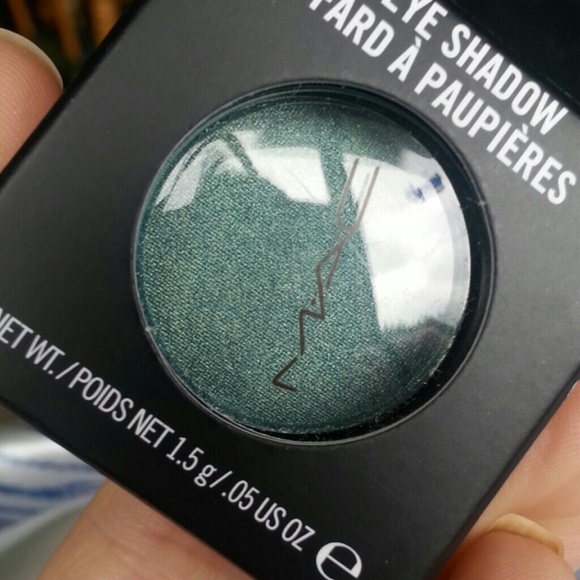 EYE SHADOW
FARD À PAUPIÈRES
MAC
NET WT. / POIDS NET 1.5 g / .05 US OZ e